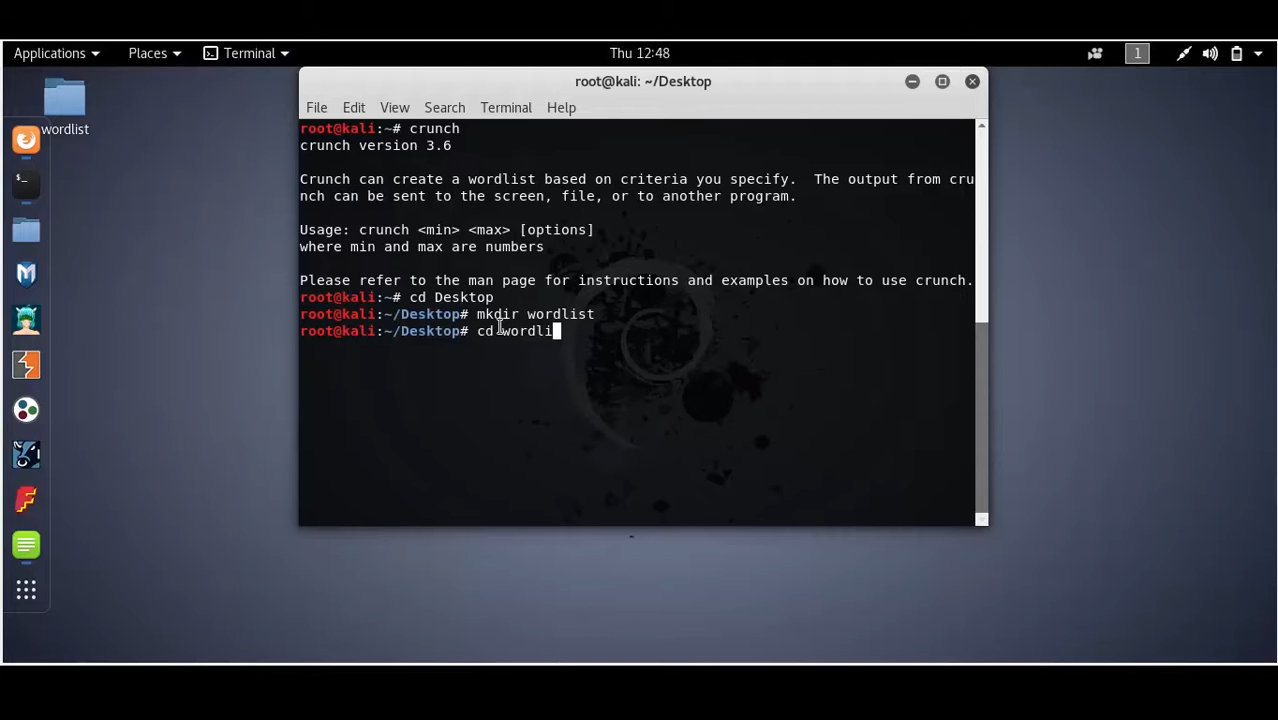 Applications Places Terminal Thu 12:48 1
root@kali: ~/Desktop
wordlist
File Edit View Search Terminal Help
root@kali:~# crunch
crunch version 3.6
Crunch can create a wordlist based on criteria you specify.  The output from cru
nch can be sent to the screen, file, or to another program.
Usage: crunch <min> <max> [options]
where min and max are numbers
Please refer to the man page for instructions and examples on how to use crunch.
root@kali:~# cd Desktop
root@kali:~/Desktop# mkdir wordlist
root@kali:~/Desktop# cd wordli